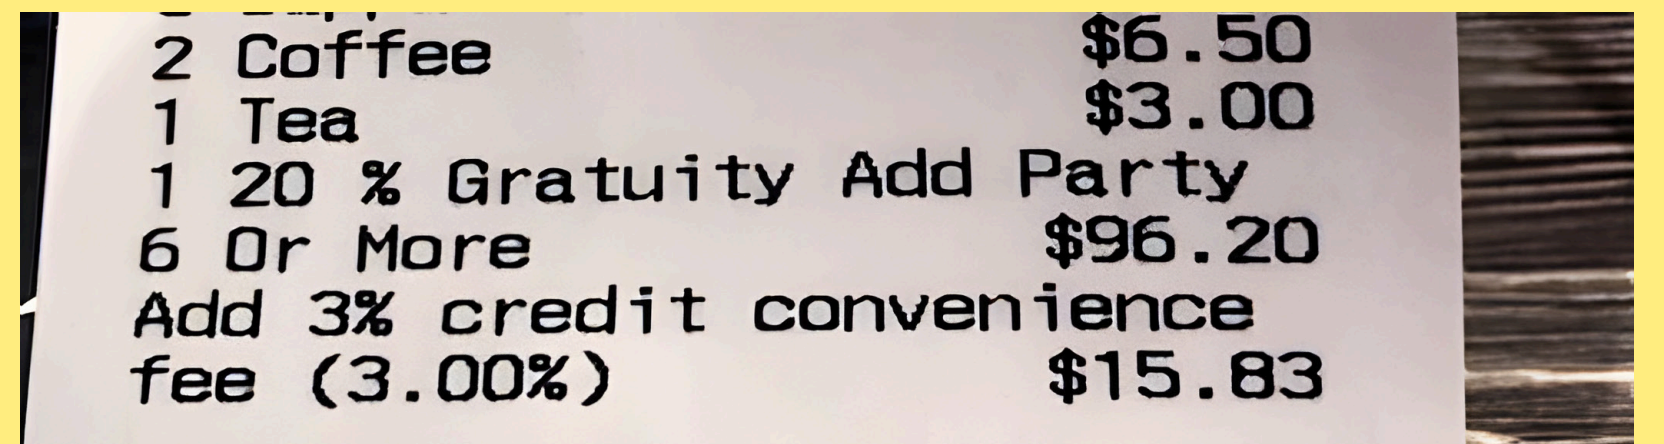 2 Coffee $6.50
1 Tea $3.00
1 20 % Gratuity Add Party
6 Or More $96.20
Add 3% credit convenience
fee (3.00%) $15.83